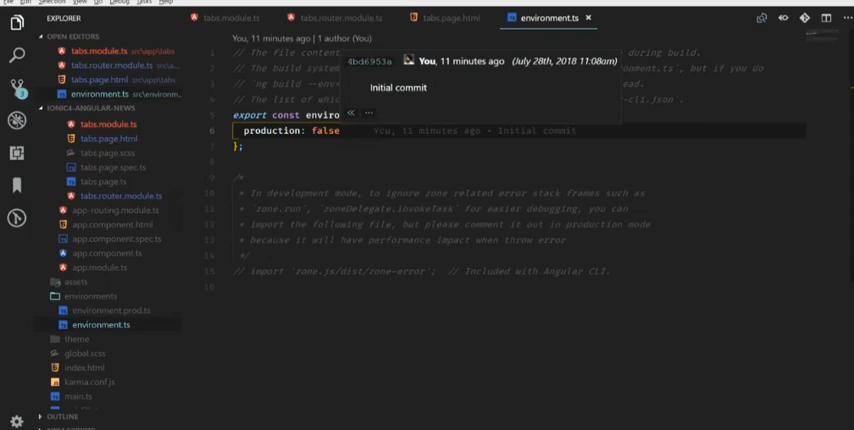 File Edit Selection View Go Debug Tasks Help
EXPLORER
OPEN EDITORS
tabs.module.ts src\app\tabs
tabs.router.module.ts src\a...
tabs.page.html src\app\tabs
environment.ts src\environm...
IONIC4-ANGULAR-NEWS
tabs.module.ts
tabs.page.html
tabs.page.scss
tabs.page.spec.ts
tabs.page.ts
tabs.router.module.ts
app-routing.module.ts
app.component.html
app.component.spec.ts
app.component.ts
app.module.ts
assets
environments
environment.prod.ts
environment.ts
theme
global.scss
index.html
karma.conf.js
main.ts
OUTLINE
3
tabs.module.ts tabs.router.module.ts tabs.page.html environment.ts
You, 11 minutes ago | 1 author (You)
1 // The file content during build.
2 // The build system onment.ts`, but if you do
3 // `ng build --env= ead.
4 // The list of whic -cli.json`.
4bd6953a You, 11 minutes ago (July 28th, 2018 11:08am)
Initial commit
5 export const enviro
6 production: false You, 11 minutes ago • Initial commit
7 };
8
9 /*
10 * In development mode, to ignore zone related error stack frames such as
11 * `zone.run`, `zoneDelegate.invokeTask` for easier debugging, you can
12 * import the following file, but please comment it out in production mode
13 * because it will have performance impact when throw error
14 */
15 // import 'zone.js/dist/zone-error'; // Included with Angular CLI.
16